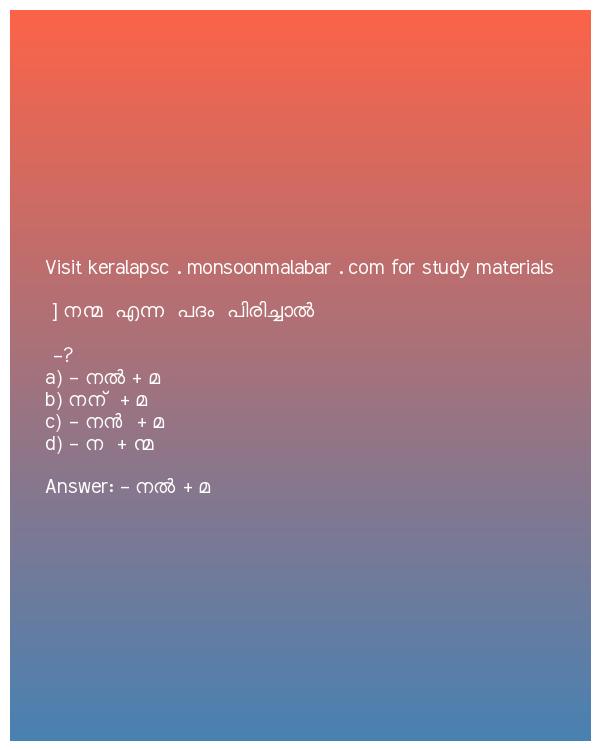 Visit keralapsc . monsoonmalabar . com for study materials
] നന്മ എന്ന പദം പിരിച്ചാൽ
-?
a) - നൽ + മ
b) നന് + മ
c) - നൻ + മ
d) - ന + ന്മ
Answer: - നൽ + മ